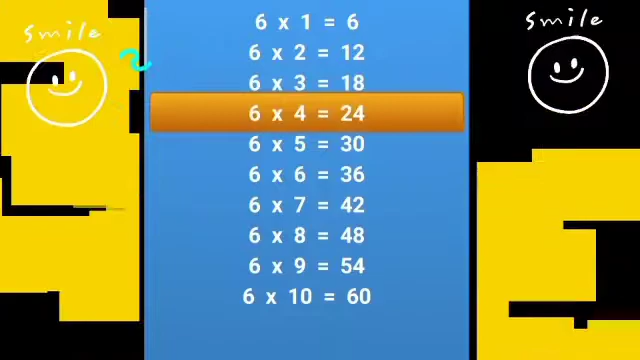 smile
6 x 1 = 6
6 x 2 = 12
6 x 3 = 18
6 x 4 = 24
6 x 5 = 30
6 x 6 = 36
6 x 7 = 42
6 x 8 = 48
6 x 9 = 54
6 x 10 = 60
smile